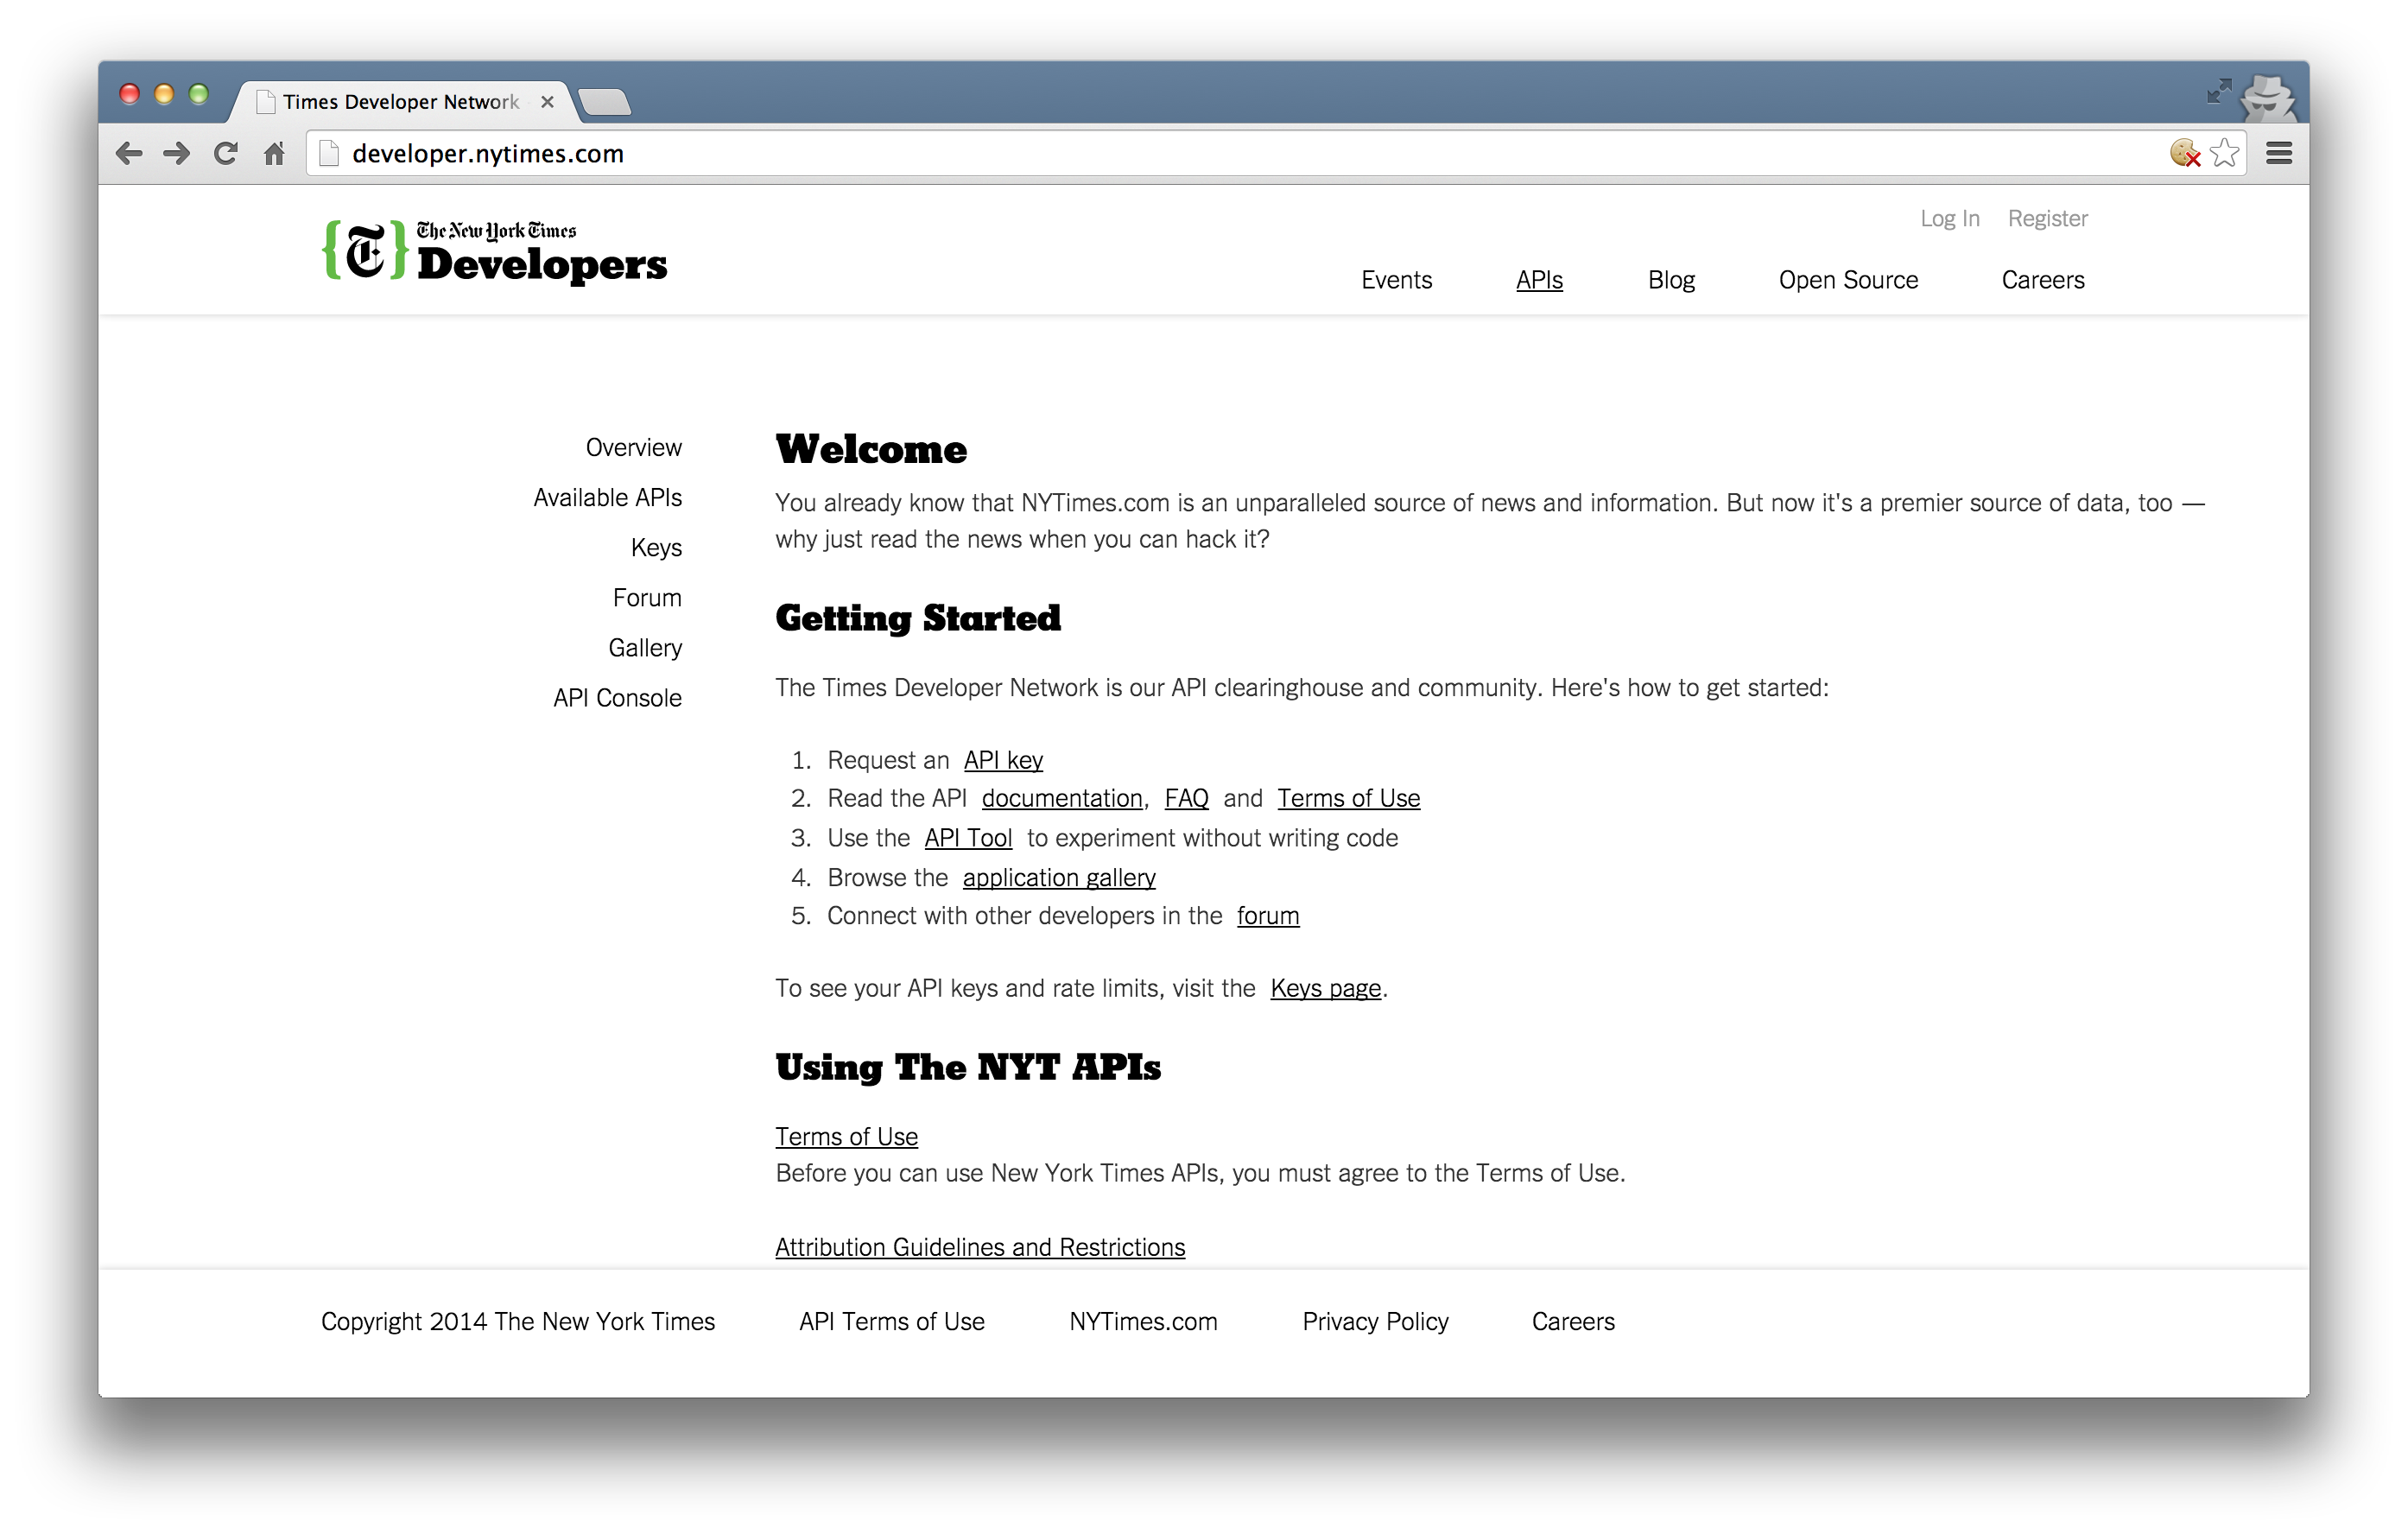 Times Developer Network
developer.nytimes.com
{T} The New York Times
Developers
Log In Register
Events APIs Blog Open Source Careers
Overview
Available APIs
Keys
Forum
Gallery
API Console
Welcome
You already know that NYTimes.com is an unparalleled source of news and information. But now it's a premier source of data, too —
why just read the news when you can hack it?
Getting Started
The Times Developer Network is our API clearinghouse and community. Here's how to get started:
1. Request an API key
2. Read the API documentation, FAQ and Terms of Use
3. Use the API Tool to experiment without writing code
4. Browse the application gallery
5. Connect with other developers in the forum
To see your API keys and rate limits, visit the Keys page.
Using The NYT APIs
Terms of Use
Before you can use New York Times APIs, you must agree to the Terms of Use.
Attribution Guidelines and Restrictions
Copyright 2014 The New York Times API Terms of Use NYTimes.com Privacy Policy Careers